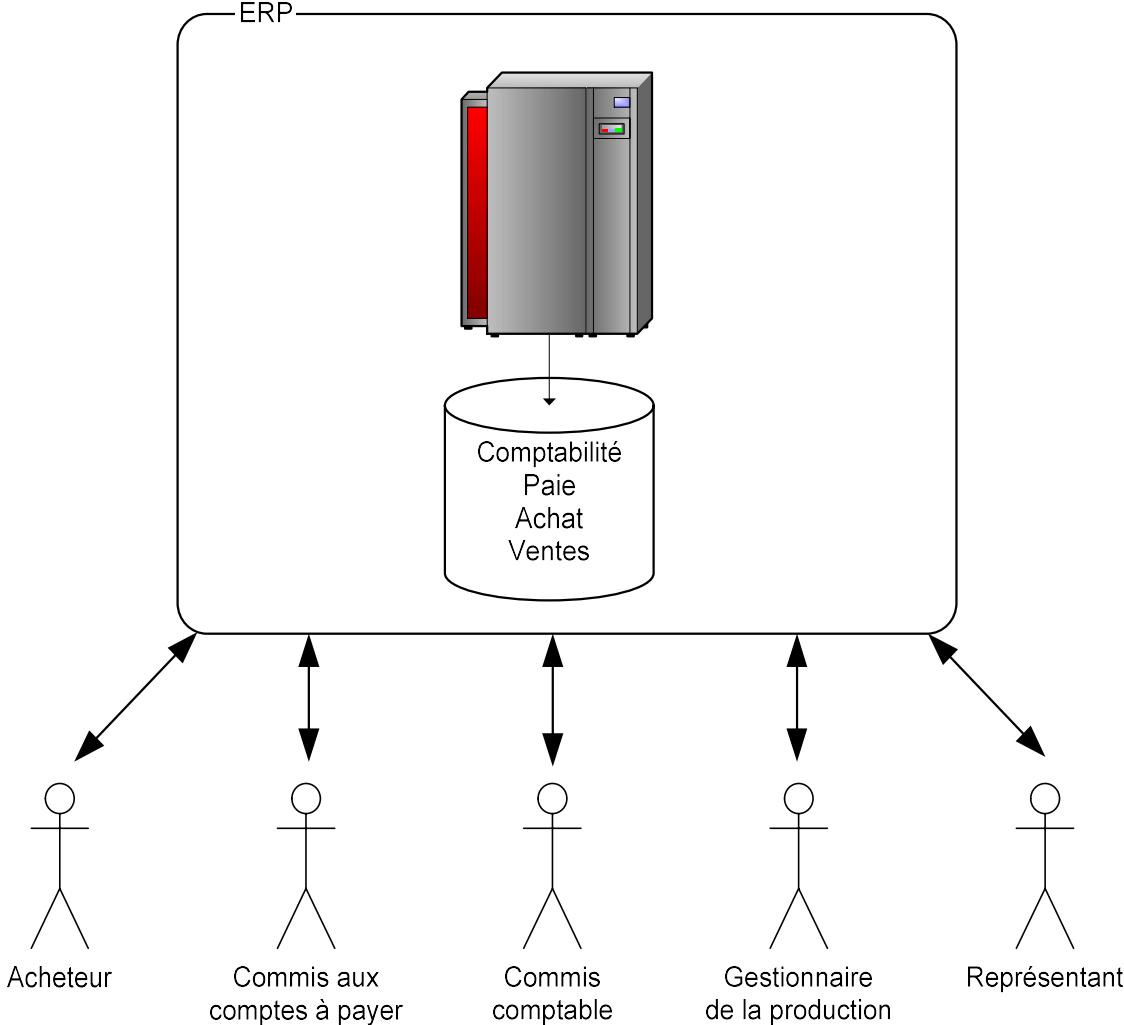 ERP
Comptabilité
Paie
Achat
Ventes
Acheteur
Commis aux
comptes à payer
Commis
comptable
Gestionnaire
de la production
Représentant